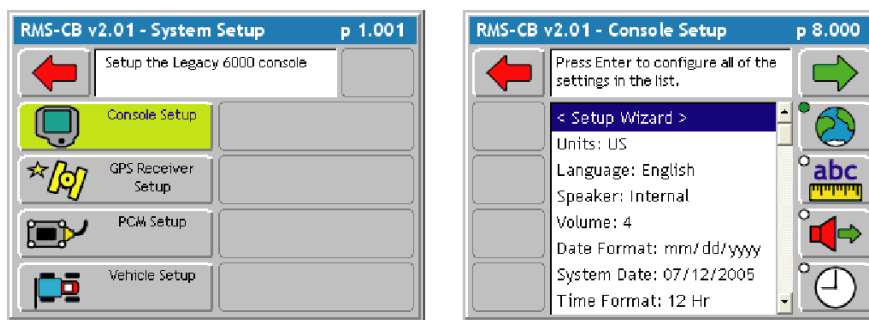 RMS-CB v2.01 - System Setup p 1.001
Setup the Legacy 6000 console
Console Setup
GPS Receiver
Setup
PCM Setup
Vehicle Setup
RMS-CB v2.01 - Console Setup p 8.000
Press Enter to configure all of the
settings in the list.
< Setup Wizard >
Units: US
Language: English
Speaker: Internal
Volume: 4
Date Format: mm/dd/yyyy
System Date: 07/12/2005
Time Format: 12 Hr
abc